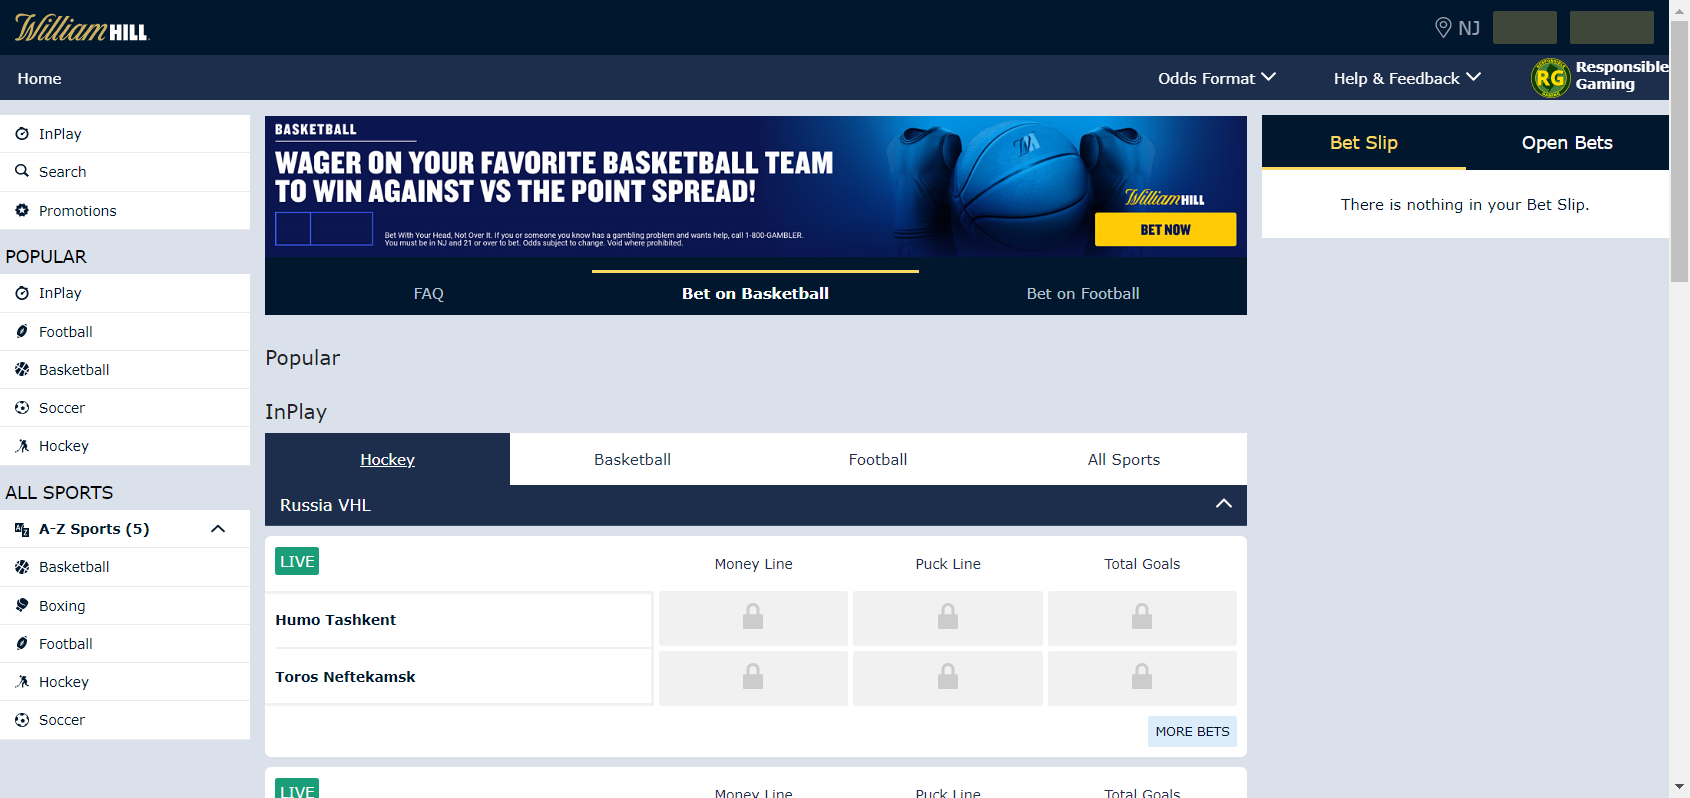 William HILL
NJ
Home
Odds Format
Help & Feedback
RG
Responsible
Gaming
InPlay
Search
Promotions
POPULAR
InPlay
Football
Basketball
Soccer
Hockey
ALL SPORTS
A-Z Sports (5)
Basketball
Boxing
Football
Hockey
Soccer
BASKETBALL
WAGER ON YOUR FAVORITE BASKETBALL TEAM
TO WIN AGAINST VS THE POINT SPREAD!
Bet With Your Head, Not Over It. If you or someone you know has a gambling problem and wants help, call 1-800-GAMBLER.
You must be in NJ and 21 or over to bet. Odds subject to change. Void where prohibited.
William HILL
BET NOW
FAQ
Bet on Basketball
Bet on Football
Popular
InPlay
Hockey
Basketball
Football
All Sports
Russia VHL
LIVE
Money Line
Puck Line
Total Goals
Humo Tashkent
Toros Neftekamsk
MORE BETS
LIVE
Money Line
Puck Line
Total Goals
Bet Slip
Open Bets
There is nothing in your Bet Slip.